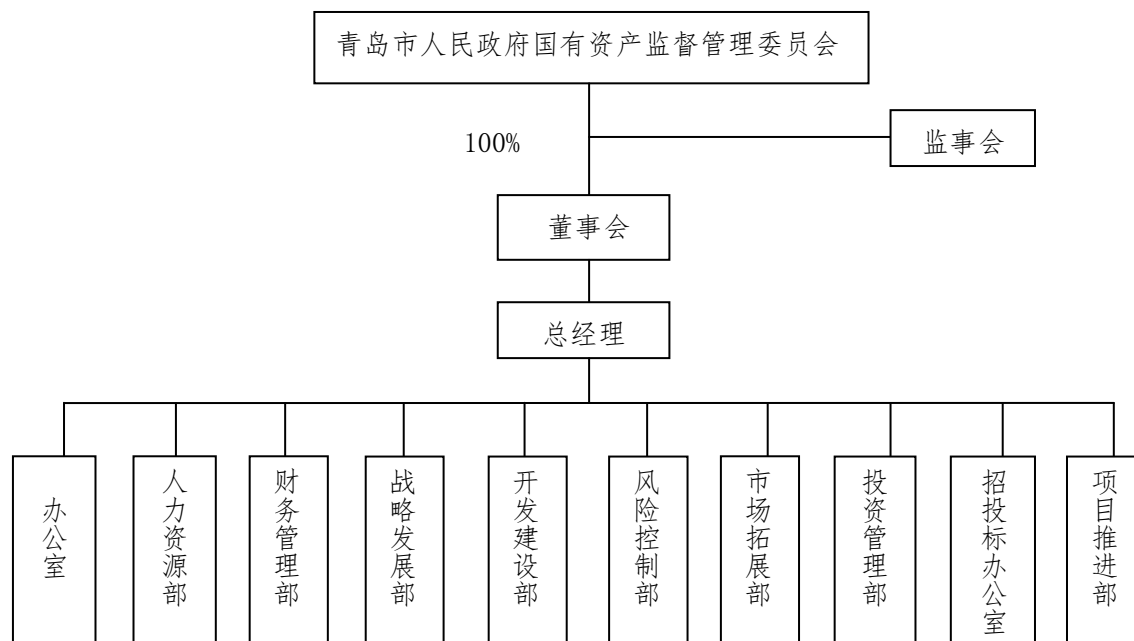 青岛市人民政府国有资产监督管理委员会
100%
监事会
董事会
总经理
办公室
人力资源部
财务管理部
战略发展部
开发建设部
风险控制部
市场拓展部
投资管理部
招投标办公室
项目推进部